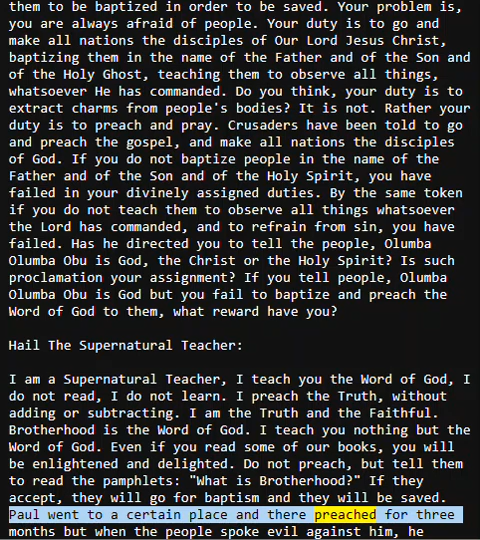 them to be baptized in order to be saved. Your problem is,
you are always afraid of people. Your duty is to go and
make all nations the disciples of Our Lord Jesus Christ,
baptizing them in the name of the Father and of the Son and
of the Holy Ghost, teaching them to observe all things,
whatsoever He has commanded. Do you think, your duty is to
extract charms from people's bodies? It is not. Rather your
duty is to preach and pray. Crusaders have been told to go
and preach the gospel, and make all nations the disciples
of God. If you do not baptize people in the name of the
Father and of the Son and of the Holy Spirit, you have
failed in your divinely assigned duties. By the same token
if you do not teach them to observe all things whatsoever
the Lord has commanded, and to refrain from sin, you have
failed. Has he directed you to tell the people, Olumba
Olumba Obu is God, the Christ or the Holy Spirit? Is such
proclamation your assignment? If you tell people, Olumba
Olumba Obu is God but you fail to baptize and preach the
Word of God to them, what reward have you?
Hail The Supernatural Teacher:
I am a Supernatural Teacher, I teach you the Word of God, I
do not read, I do not learn. I preach the Truth, without
adding or subtracting. I am the Truth and the Faithful.
Brotherhood is the Word of God. I teach you nothing but the
Word of God. Even if you read some of our books, you will
be enlightened and delighted. Do not preach, but tell them
to read the pamphlets: "What is Brotherhood?" If they
accept, they will go for baptism and they will be saved.
Paul went to a certain place and there preached for three
months but when the people spoke evil against him, he